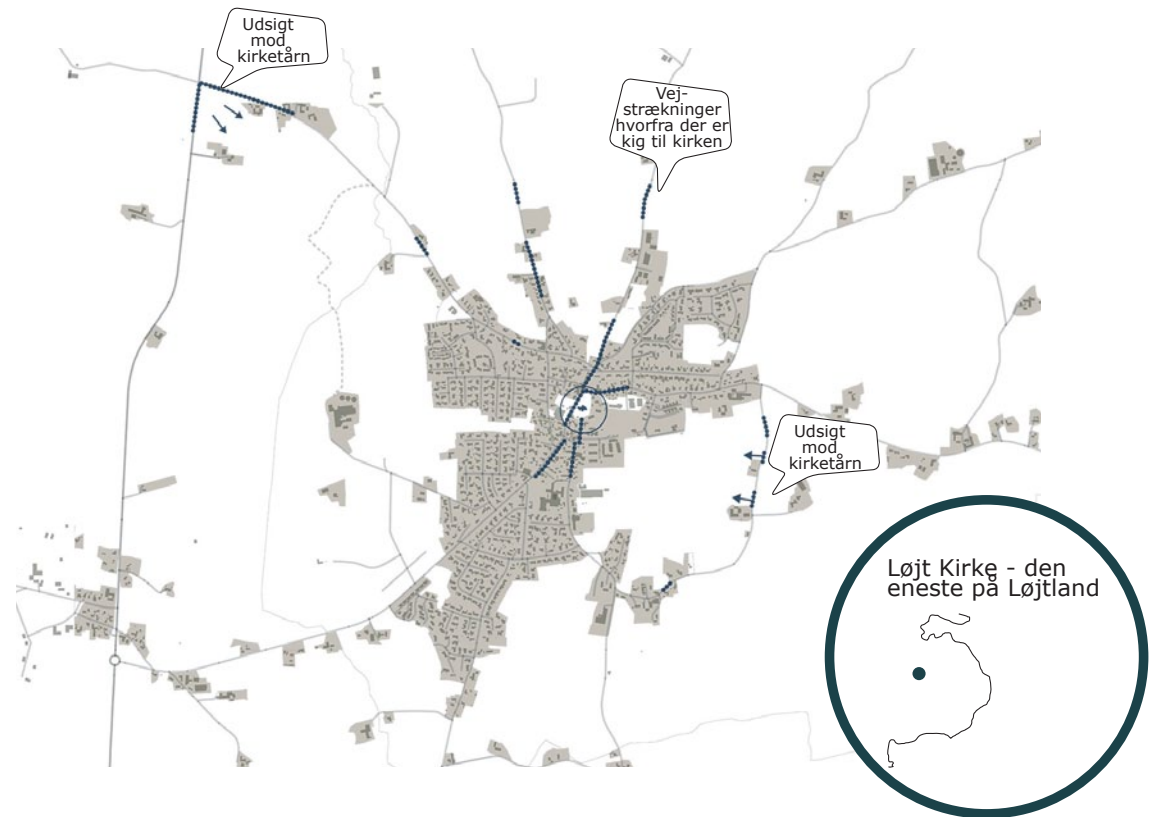 Udsigt
mod
kirketårn
Vej-
strækninger
hvorfra der er
kig til kirken
Udsigt
mod
kirketårn
Løjt Kirke - den
eneste på Løjtland